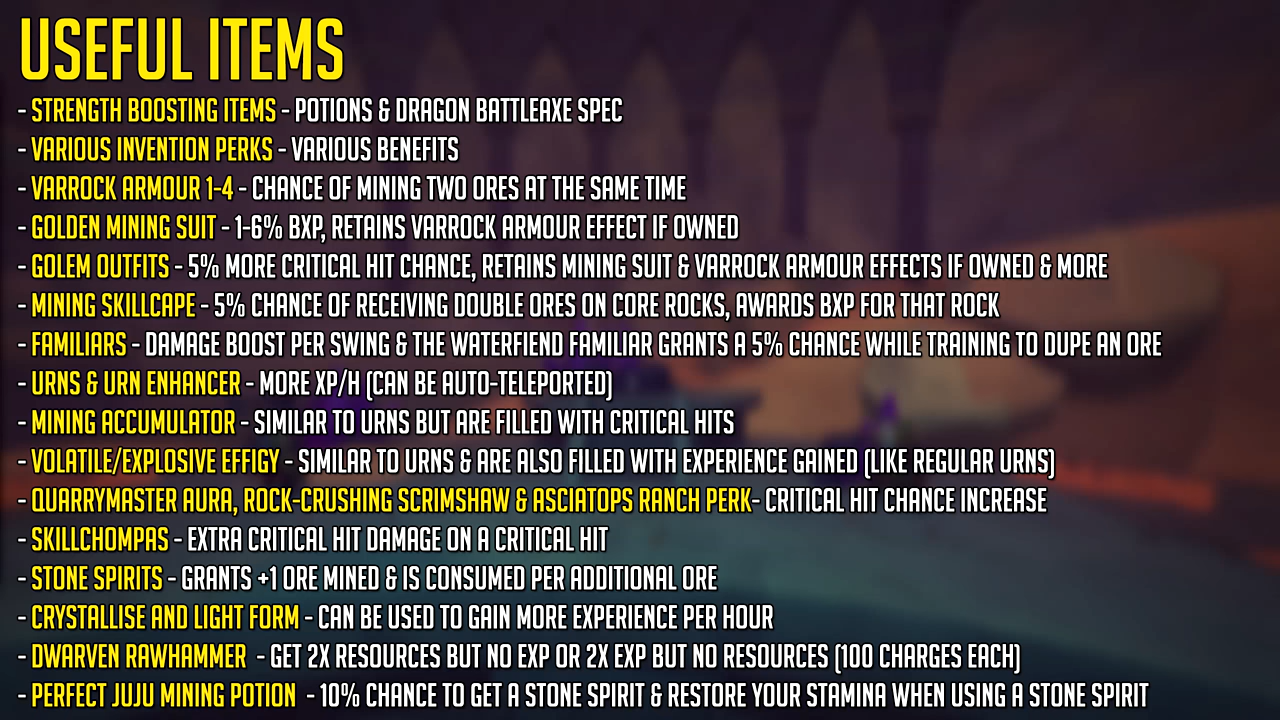 USEFUL ITEMS
- STRENGTH BOOSTING ITEMS - POTIONS & DRAGON BATTLEAXE SPEC
- VARIOUS INVENTION PERKS - VARIOUS BENEFITS
- VARROCK ARMOUR 1-4 - CHANCE OF MINING TWO ORES AT THE SAME TIME
- GOLDEN MINING SUIT - 1-6% BXP, RETAINS VARROCK ARMOUR EFFECT IF OWNED
- GOLEM OUTFITS - 5% MORE CRITICAL HIT CHANCE, RETAINS MINING SUIT & VARROCK ARMOUR EFFECTS IF OWNED & MORE
- MINING SKILLCAPE - 5% CHANCE OF RECEIVING DOUBLE ORES ON CORE ROCKS, AWARDS BXP FOR THAT ROCK
- FAMILIARS - DAMAGE BOOST PER SWING & THE WATERFIEND FAMILIAR GRANTS A 5% CHANCE WHILE TRAINING TO DUPE AN ORE
- URNS & URN ENHANCER - MORE XP/H (CAN BE AUTO-TELEPORTED)
- MINING ACCUMULATOR - SIMILAR TO URNS BUT ARE FILLED WITH CRITICAL HITS
- VOLATILE/EXPLOSIVE EFFIGY - SIMILAR TO URNS & ARE ALSO FILLED WITH EXPERIENCE GAINED (LIKE REGULAR URNS)
- QUARRYMASTER AURA, ROCK-CRUSHING SCRIMSHAW & ASCIATOPS RANCH PERK- CRITICAL HIT CHANCE INCREASE
- SKILLCHOMPAS - EXTRA CRITICAL HIT DAMAGE ON A CRITICAL HIT
- STONE SPIRITS - GRANTS +1 ORE MINED & IS CONSUMED PER ADDITIONAL ORE
- CRYSTALLISE AND LIGHT FORM - CAN BE USED TO GAIN MORE EXPERIENCE PER HOUR
- DWARVEN RAWHAMMER - GET 2X RESOURCES BUT NO EXP OR 2X EXP BUT NO RESOURCES (100 CHARGES EACH)
- PERFECT JUJU MINING POTION - 10% CHANCE TO GET A STONE SPIRIT & RESTORE YOUR STAMINA WHEN USING A STONE SPIRIT